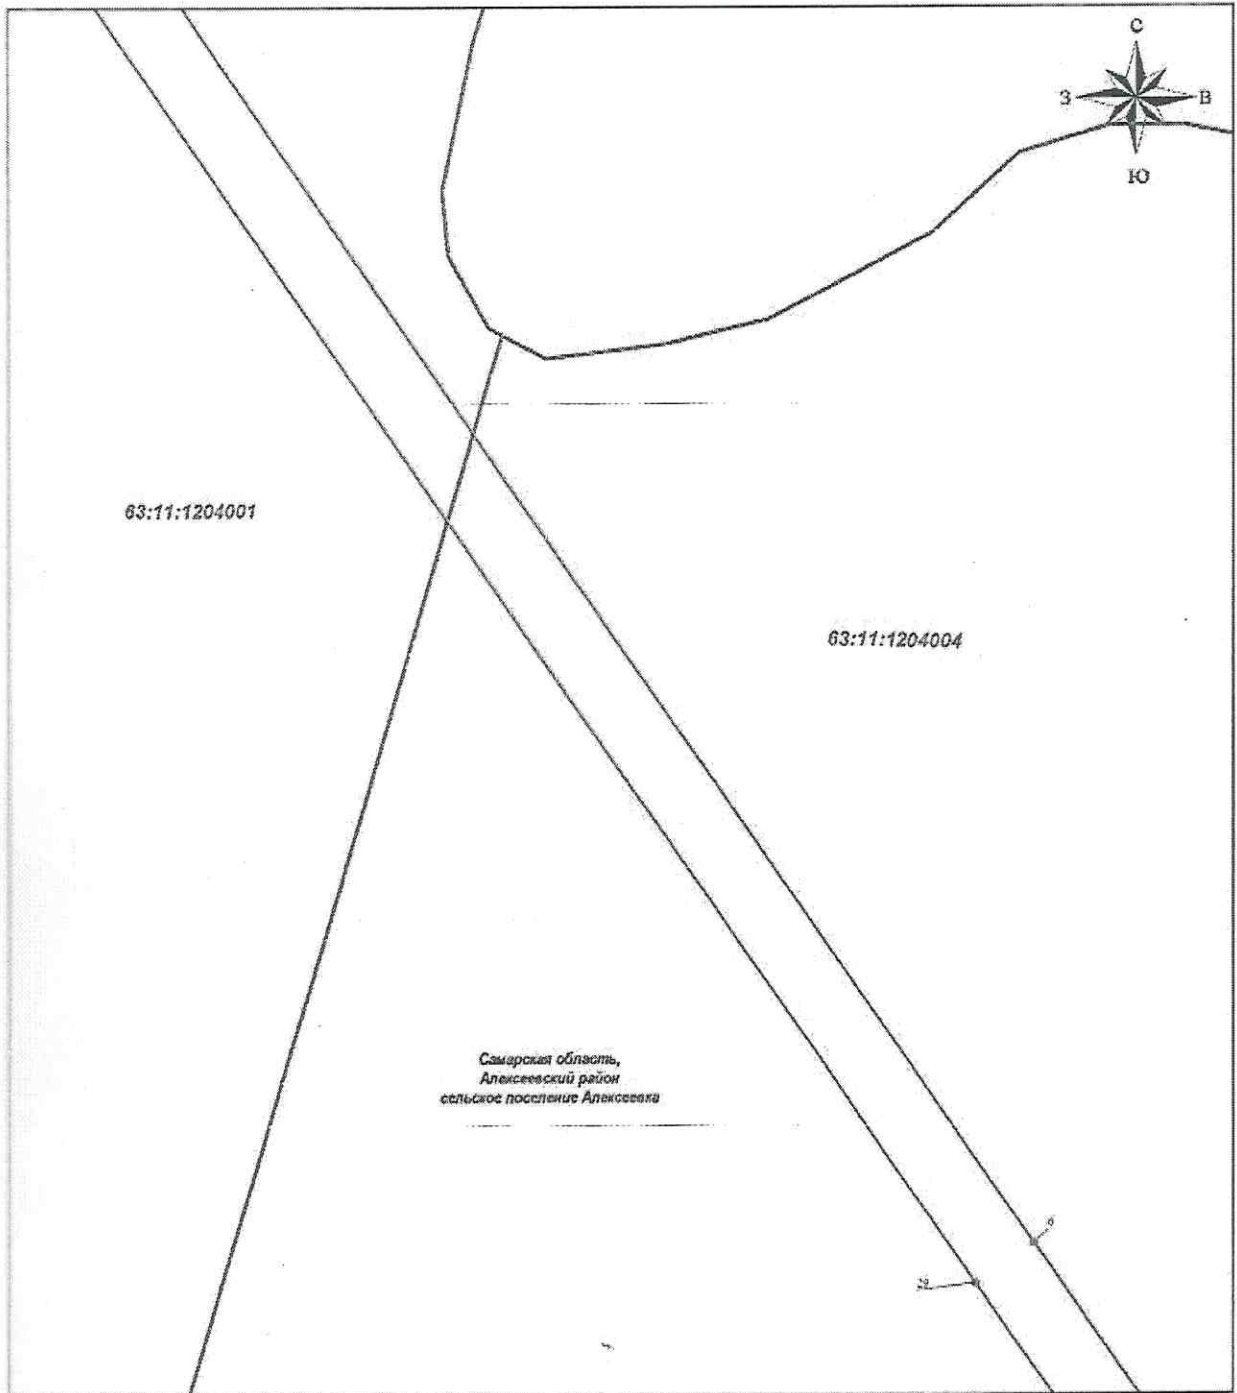 С
З В
Ю
63:11:1204001
63:11:1204004
Самарская область,
Алексеевский район
сельское поселение Алексеевка